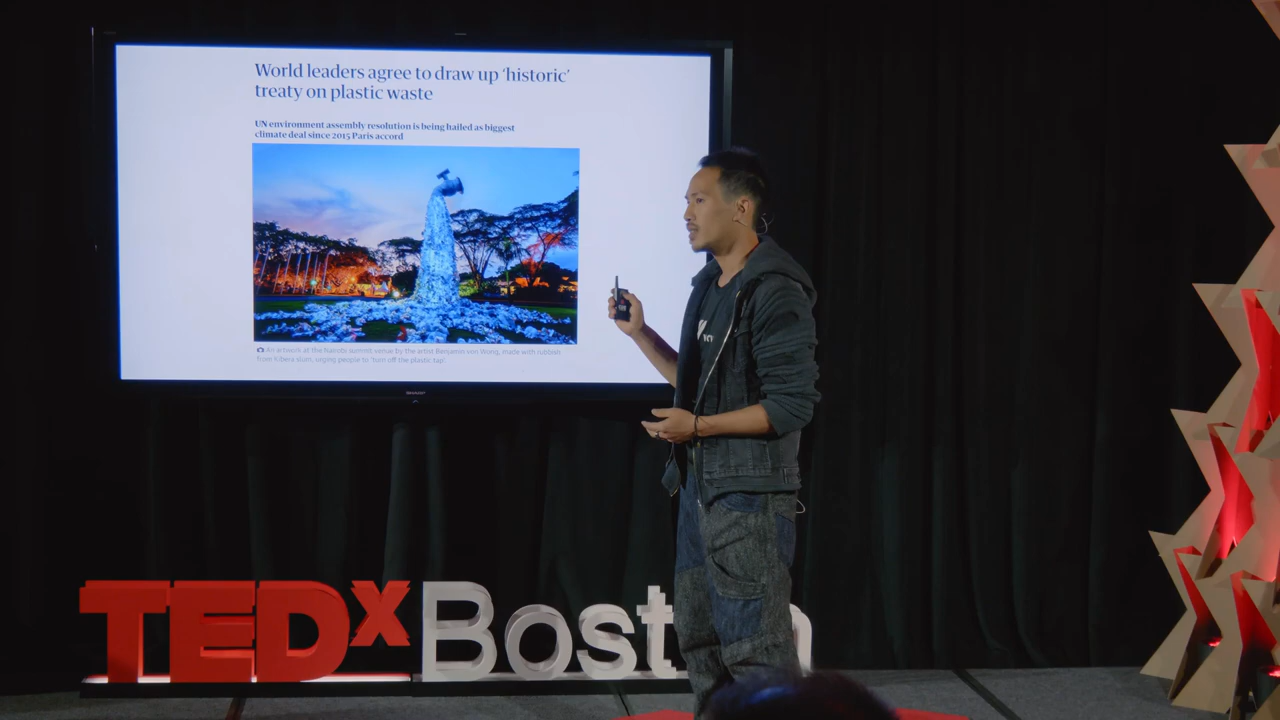 World leaders agree to draw up ‘historic’
treaty on plastic waste
UN environment assembly resolution is being hailed as biggest
climate deal since 2015 Paris accord
An artwork at the Nairobi summit venue by the artist Benjamin von Wong, made with rubbish
from Kibera slum, urging people to ‘turn off the plastic tap’.
SHARP
TEDx Bost n